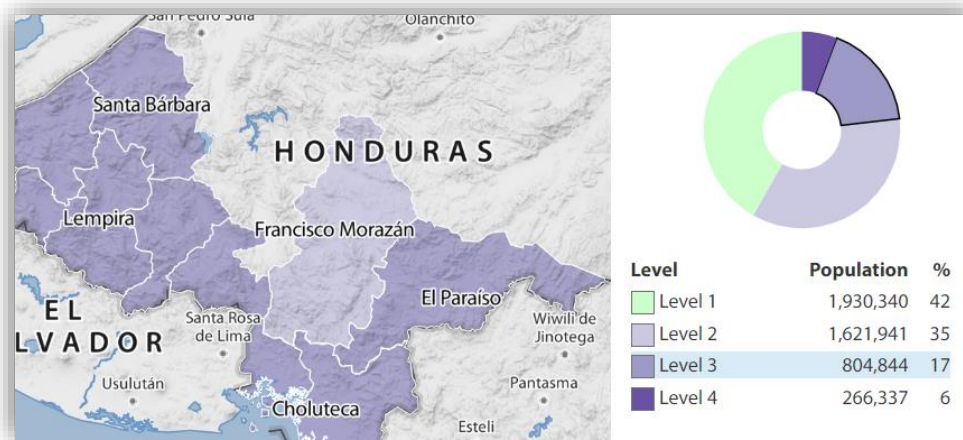 San Pedro Sula
Olanchito
Santa Bárbara
HONDURAS
Lempira
Francisco Morazán
El Paraíso
EL
LVADOR
Santa Rosa
de Lima
Wiwilí de
Jinotega
Usulután
Choluteca
Pantasma
Esteli
Level Population %
Level 1 1,930,340 42
Level 2 1,621,941 35
Level 3 804,844 17
Level 4 266,337 6